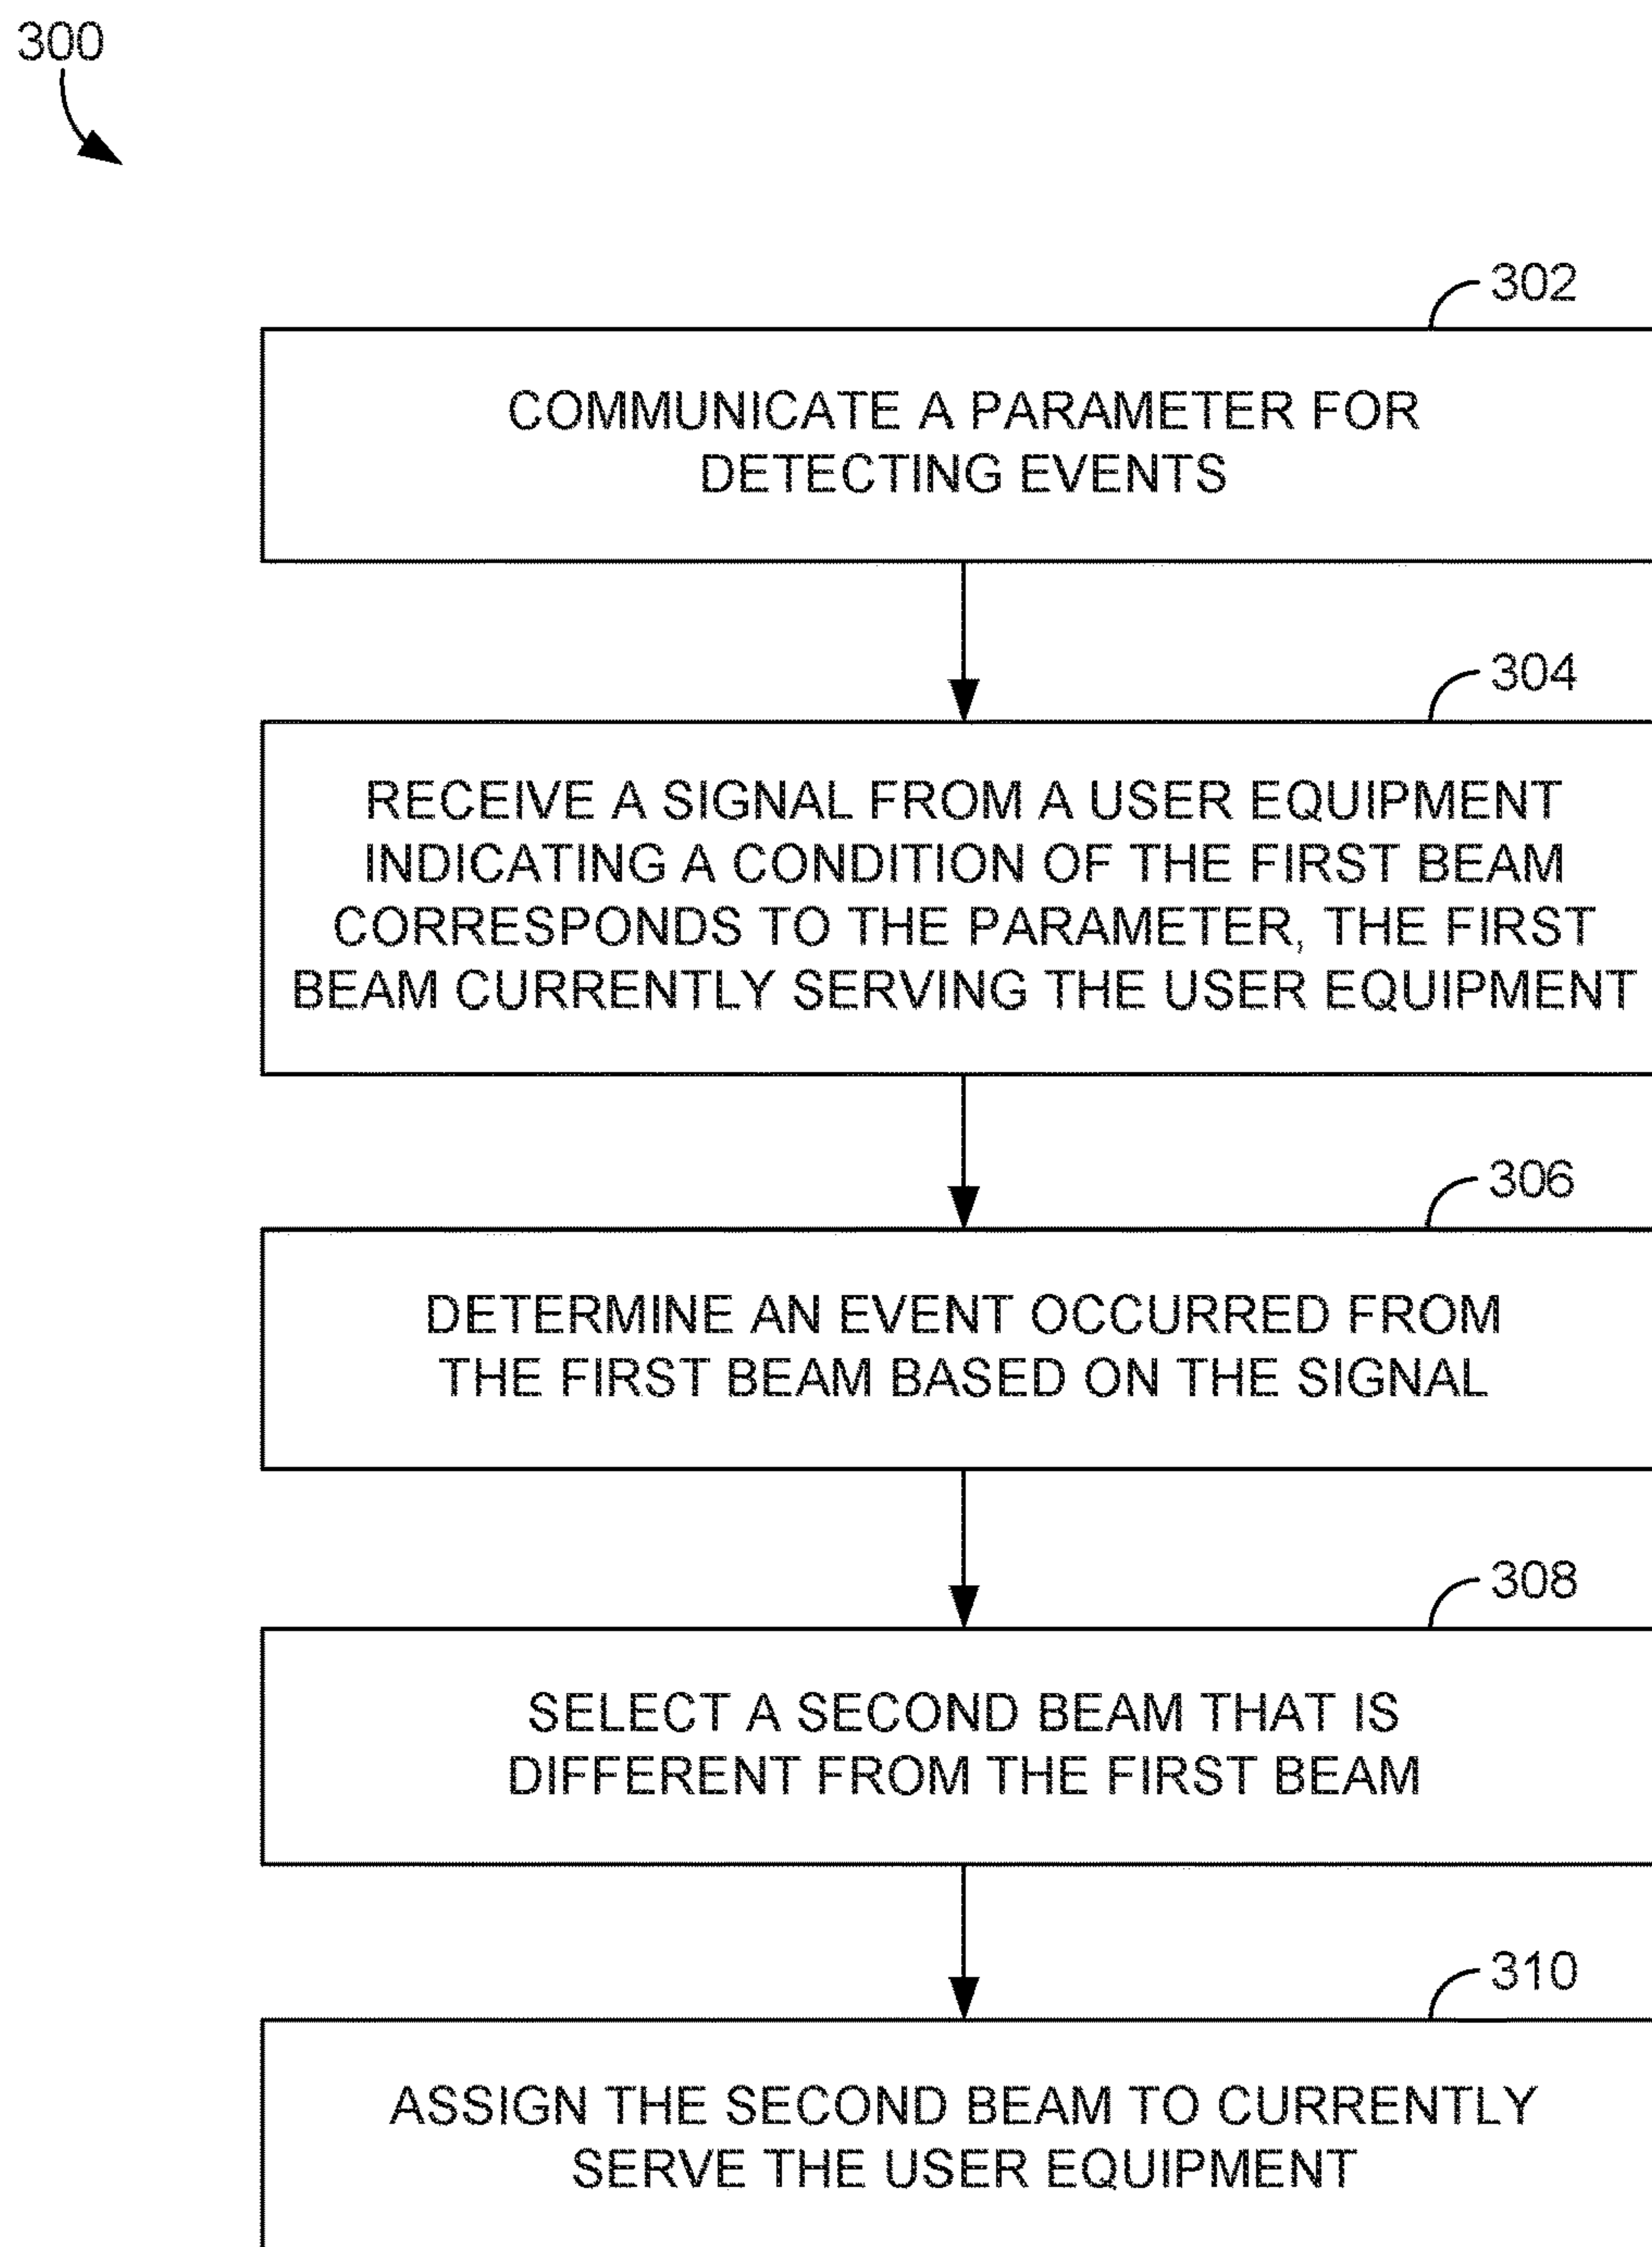 300
302
COMMUNICATE A PARAMETER FOR
DETECTING EVENTS
304
RECEIVE A SIGNAL FROM A USER EQUIPMENT
INDICATING A CONDITION OF THE FIRST BEAM
CORRESPONDS TO THE PARAMETER, THE FIRST
BEAM CURRENTLY SERVING THE USER EQUIPMENT
306
DETERMINE AN EVENT OCCURRED FROM
THE FIRST BEAM BASED ON THE SIGNAL
308
SELECT A SECOND BEAM THAT IS
DIFFERENT FROM THE FIRST BEAM
310
ASSIGN THE SECOND BEAM TO CURRENTLY
SERVE THE USER EQUIPMENT